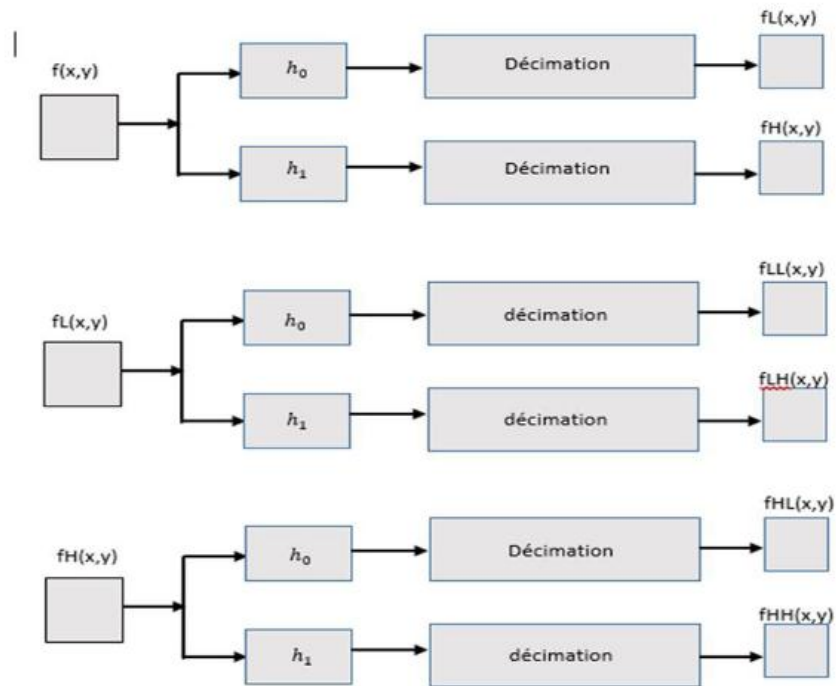 fL(x,y)
f(x,y)
h₀
Décimation
fH(x,y)
h₁
Décimation
fLL(x,y)
fL(x,y)
h₀
décimation
fLH(x,y)
h₁
décimation
fHL(x,y)
fH(x,y)
h₀
Décimation
fHH(x,y)
h₁
décimation